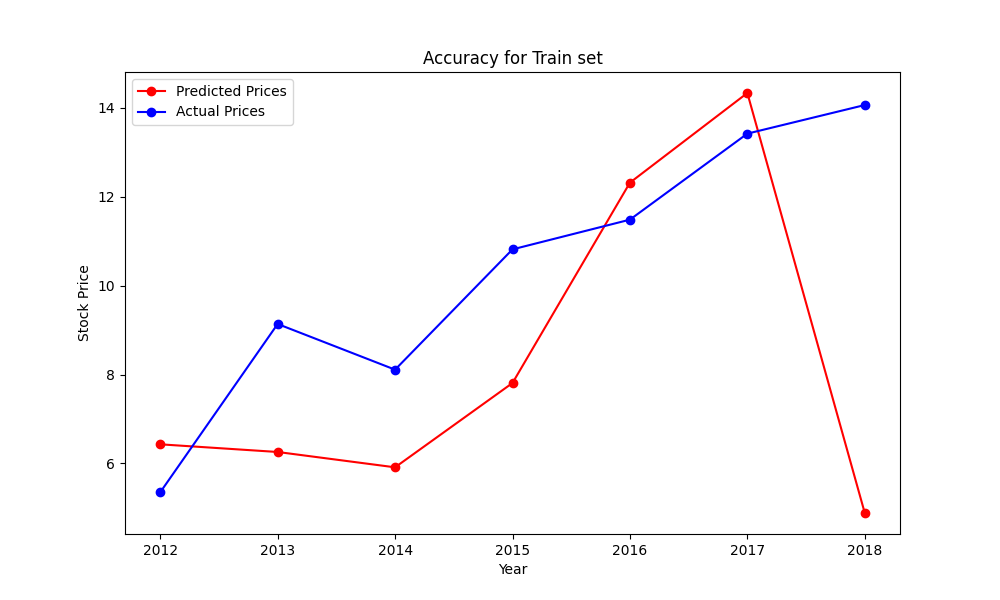 Accuracy for Train set
Predicted Prices
Actual Prices
Stock Price
14
12
10
8
6
2012 2013 2014 2015 2016 2017 2018
Year